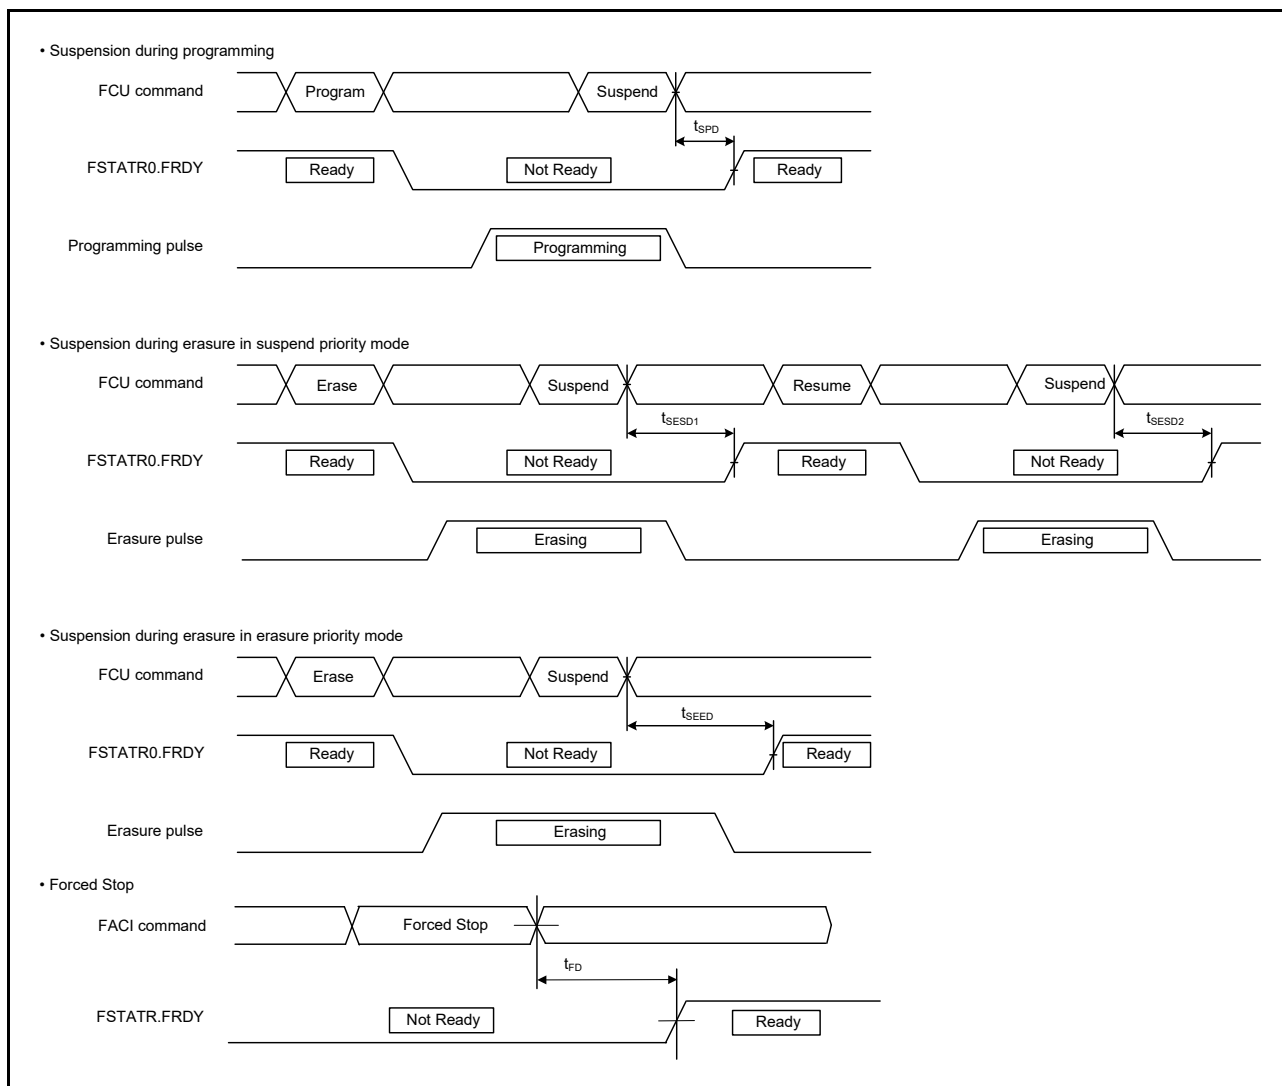 • Suspension during programming
FCU command
Program
Suspend
tSPD
FSTATR0.FRDY
Ready
Not Ready
Ready
Programming pulse
Programming
• Suspension during erasure in suspend priority mode
FCU command
Erase
Suspend
Resume
Suspend
tSESD1
tSESD2
FSTATR0.FRDY
Ready
Not Ready
Ready
Not Ready
Erasure pulse
Erasing
Erasing
• Suspension during erasure in erasure priority mode
FCU command
Erase
Suspend
tSEED
FSTATR0.FRDY
Ready
Not Ready
Ready
Erasure pulse
Erasing
• Forced Stop
FACI command
Forced Stop
tFD
FSTATR.FRDY
Not Ready
Ready